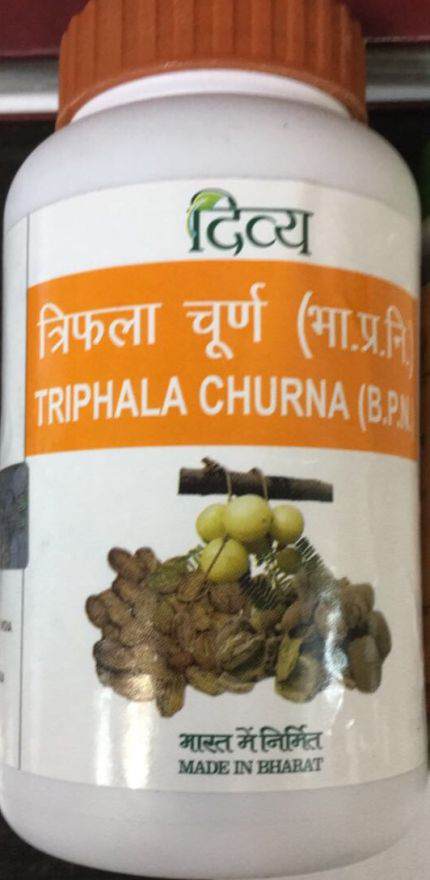 दिव्य
त्रिफला चूर्ण (भा.प्र.नि.)
TRIPHALA CHURNA (B.P.N.
भारत में निर्मित
MADE IN BHARAT